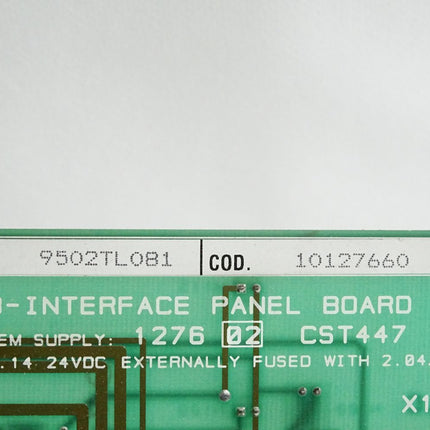 9502TL081 COD. 10127660
-INTERFACE PANEL BOARD
EM SUPPLY: 1276 02 CST447
.14 24VDC EXTERNALLY FUSED WITH 2.04
X1